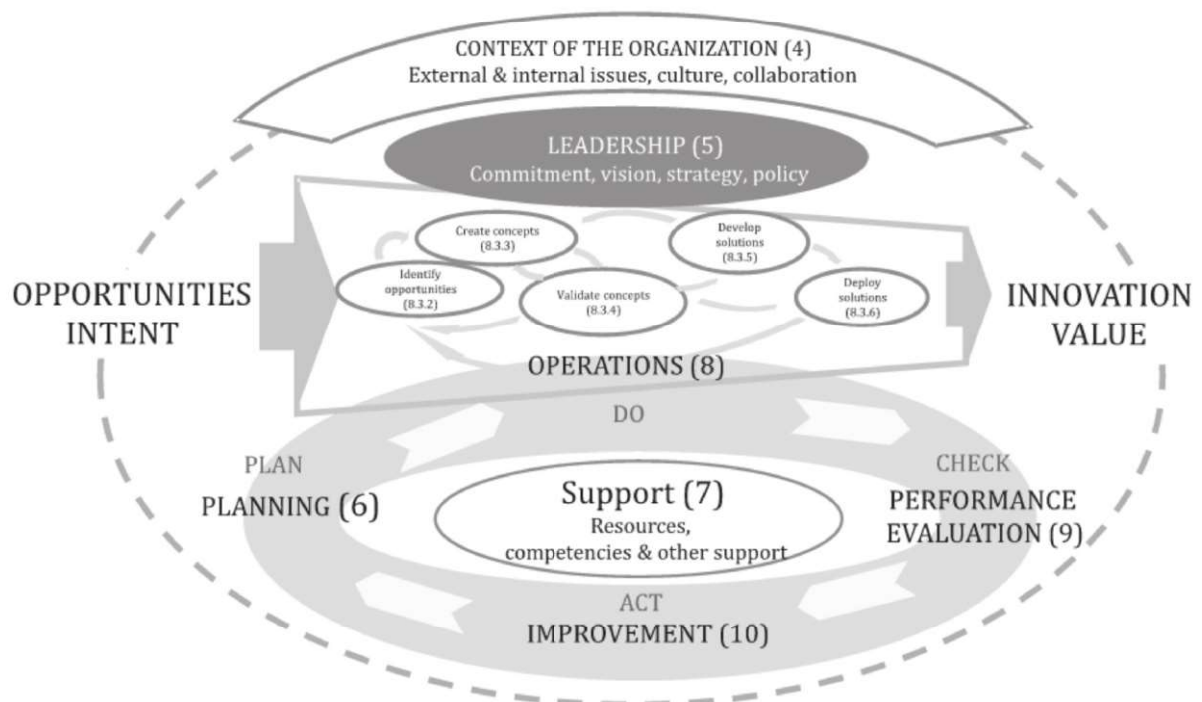 CONTEXT OF THE ORGANIZATION (4)
External & internal issues, culture, collaboration
LEADERSHIP (5)
Commitment, vision, strategy, policy
OPPORTUNITIES
INTENT
Create concepts
(8.3.3)
Develop
solutions
(8.3.5)
Identify
opportunities
(8.3.2)
Validate concepts
(8.3.4)
Deploy
solutions
(8.3.6)
INNOVATION
VALUE
OPERATIONS (8)
DO
PLAN
PLANNING (6)
CHECK
PERFORMANCE
EVALUATION (9)
Support (7)
Resources,
competencies & other support
ACT
IMPROVEMENT (10)